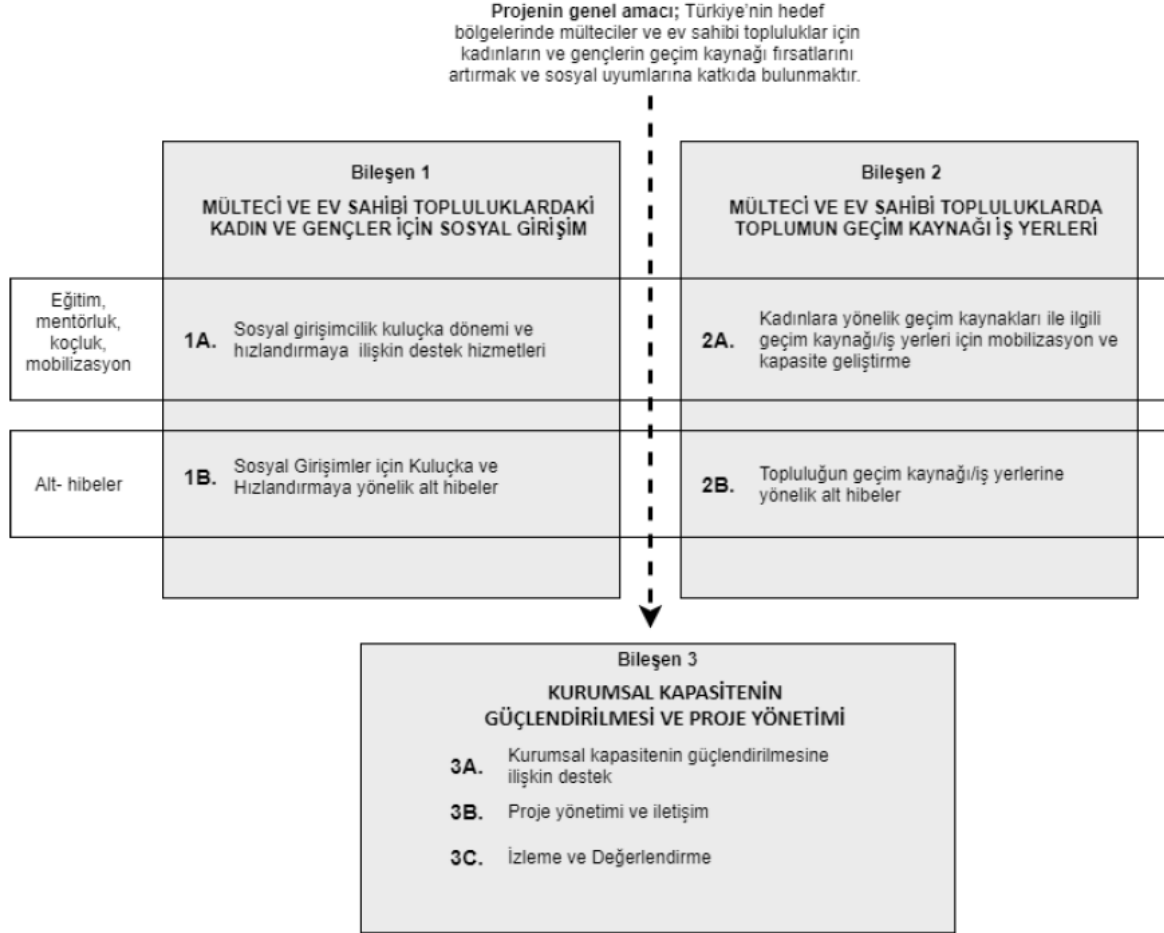 Projenin genel amacı; Türkiye'nin hedef
bölgelerinde mülteciler ve ev sahibi topluluklar için
kadınların ve gençlerin geçim kaynağı fırsatlarını
artırmak ve sosyal uyumlarına katkıda bulunmaktır.
Bileşen 1
MÜLTECİ VE EV SAHİBİ TOPLULUKLARDAKİ
KADIN VE GENÇLER İÇİN SOSYAL GİRİŞİM
Bileşen 2
MÜLTECİ VE EV SAHİBİ TOPLULUKLARDA
TOPLUMUN GEÇİM KAYNAĞI İŞ YERLERİ
Eğitim,
mentörluk,
koçluk,
mobilizasyon
1A. Sosyal girişimcilik kuluçka dönemi ve
hızlandırmaya ilişkin destek hizmetleri
2A. Kadınlara yönelik geçim kaynakları ile ilgili
geçim kaynağı/iş yerleri için mobilizasyon ve
kapasite geliştirme
Alt- hibeler
1B. Sosyal Girişimler için Kuluçka ve
Hızlandırmaya yönelik alt hibeler
2B. Topluluğun geçim kaynağı/iş yerlerine
yönelik alt hibeler
Bileşen 3
KURUMSAL KAPASİTENİN
GÜÇLENDİRİLMESİ VE PROJE YÖNETİMİ
3A. Kurumsal kapasitenin güçlendirilmesine
ilişkin destek
3B. Proje yönetimi ve iletişim
3C. İzleme ve Değerlendirme